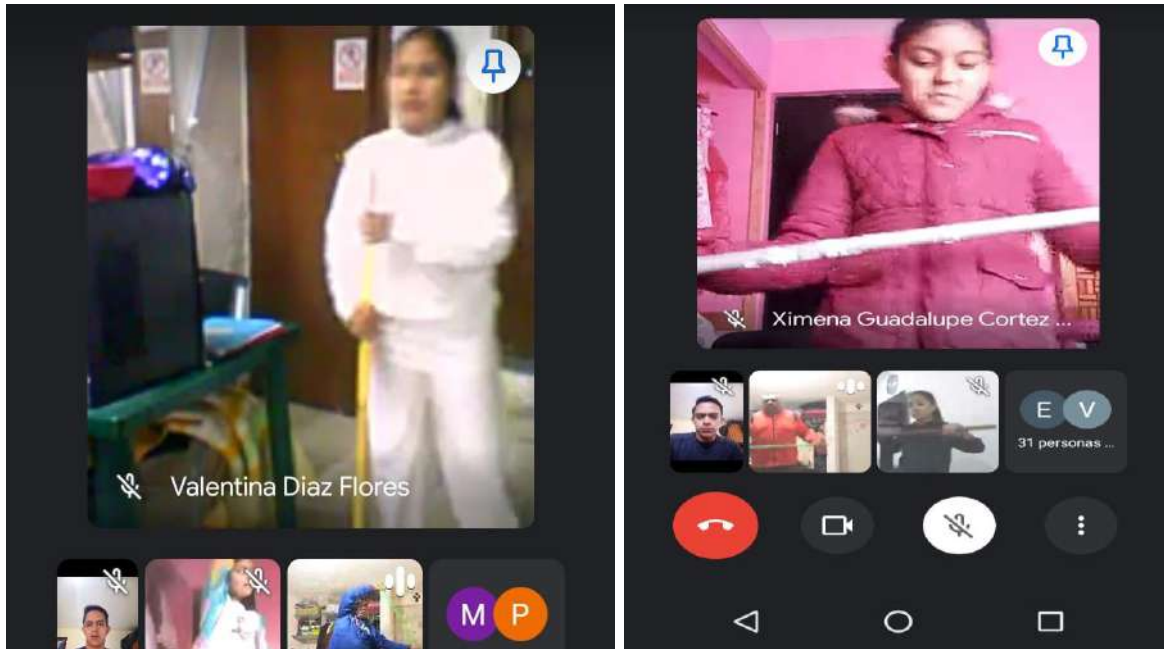 Valentina Diaz Flores
M P
Ximena Guadalupe Cortez ...
E V
31 personas ...